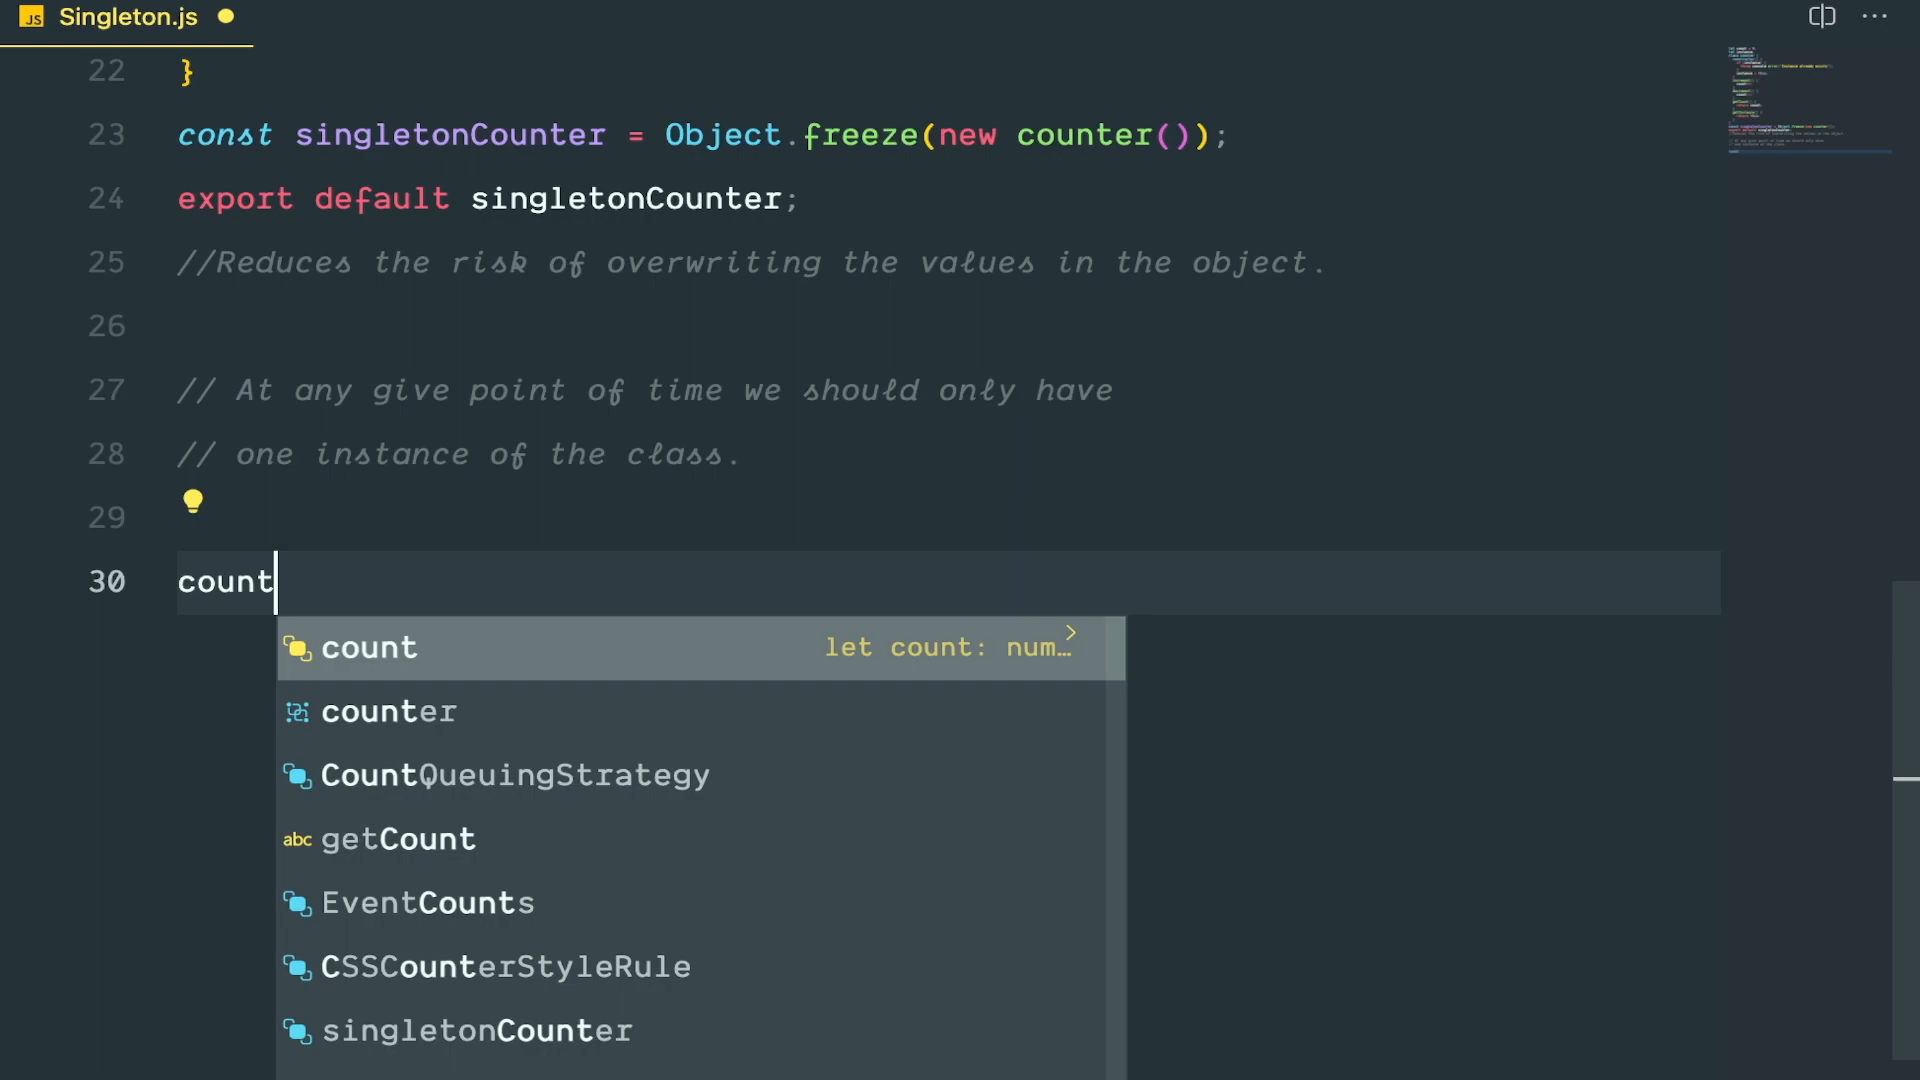 JS Singleton.js
22 }
23 const singletonCounter = Object.freeze(new counter());
24 export default singletonCounter;
25 //Reduces the risk of overwriting the values in the object.
26
27 // At any give point of time we should only have
28 // one instance of the class.
29
30 count
count let count: num…
counter
CountQueuingStrategy
abc getCount
EventCounts
CSSCounterStyleRule
singletonCounter